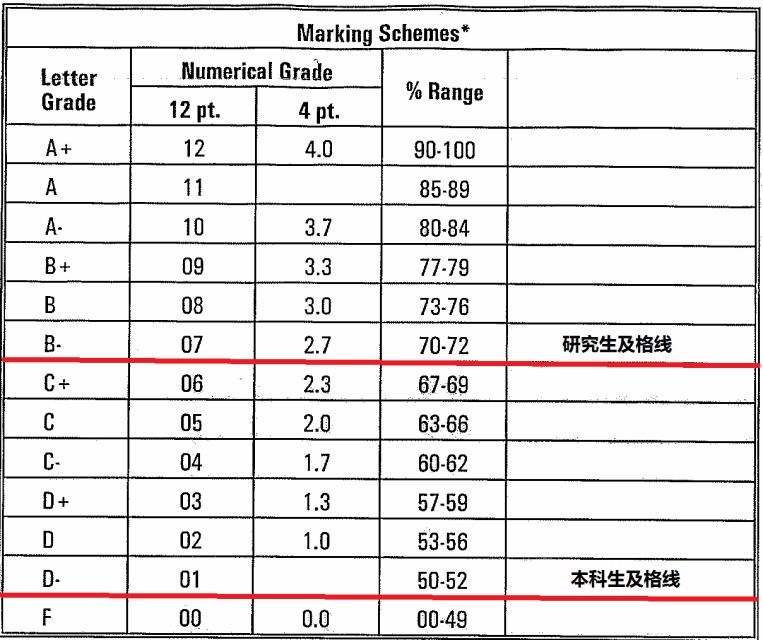 Marking Schemes*
Letter Grade Numerical Grade % Range
12 pt. 4 pt.
A+ 12 4.0 90-100
A 11 85-89
A- 10 3.7 80-84
B+ 09 3.3 77-79
B 08 3.0 73-76
B- 07 2.7 70-72 研究生及格线
C+ 06 2.3 67-69
C 05 2.0 63-66
C- 04 1.7 60-62
D+ 03 1.3 57-59
D 02 1.0 53-56
D- 01 50-52 本科生及格线
F 00 0.0 00-49